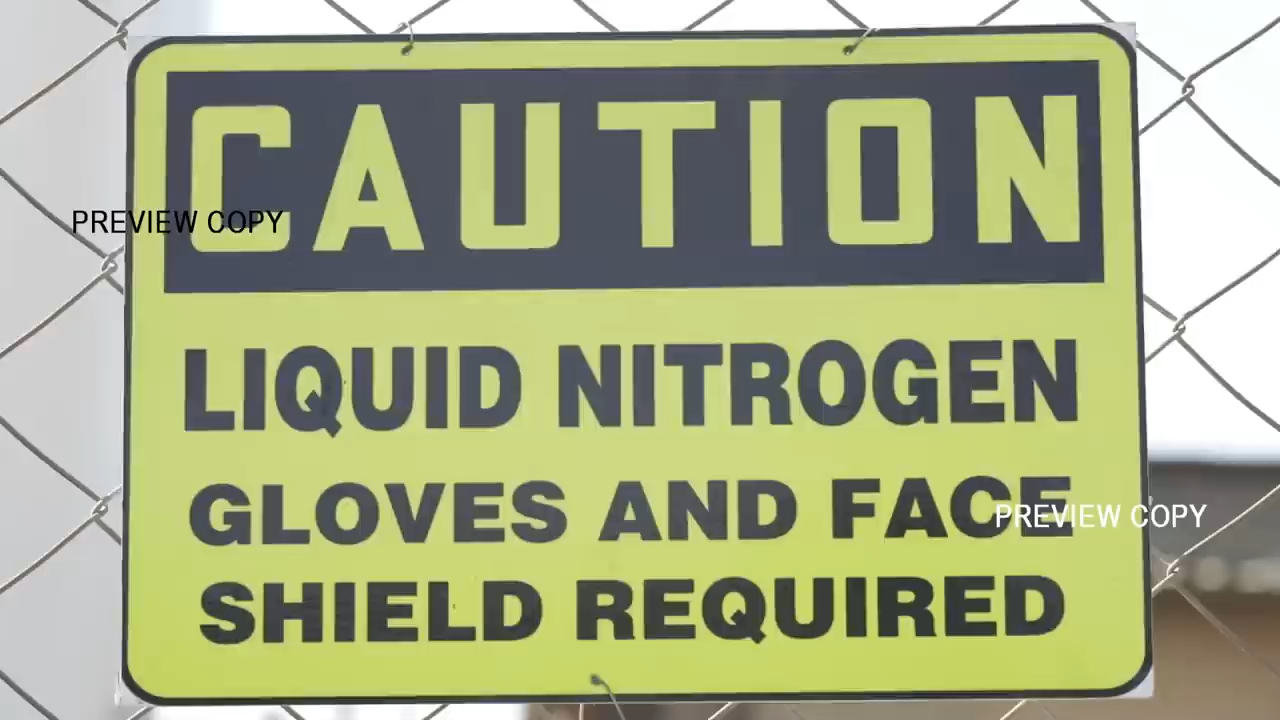 CAUTION
PREVIEW COPY
LIQUID NITROGEN
GLOVES AND FACE
PREVIEW COPY
SHIELD REQUIRED